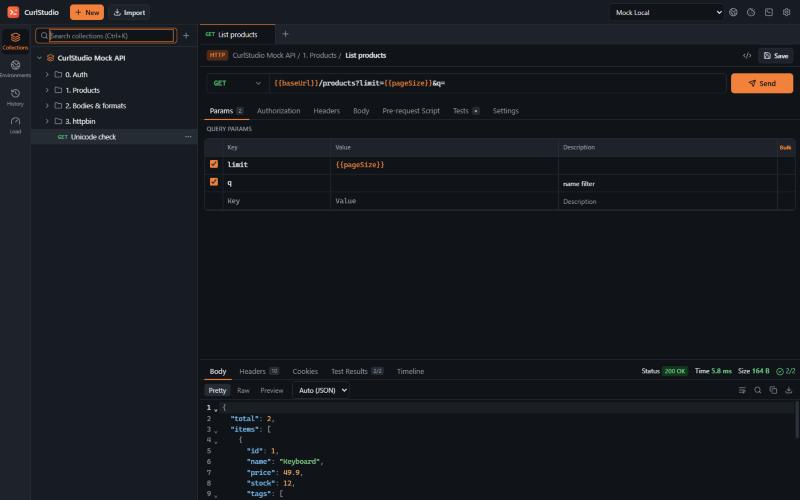 CurlStudio
+ New
Import
Mock Local
Collections
Environments
History
Load
Search collections (Ctrl+K)
CurlStudio Mock API
0. Auth
1. Products
2. Bodies & formats
3. httpbin
GET Unicode check
GET List products
HTTP CurlStudio Mock API / 1. Products / List products
Save
GET {{baseUrl}}/products?limit={{pageSize}}&q=
Send
Params 2 Authorization Headers Body Pre-request Script Tests Settings
QUERY PARAMS
Key Value Description Bulk
limit {{pageSize}}
q name filter
Key Value Description
Body Headers 10 Cookies Test Results 2/2 Timeline
Status 200 OK Time 5.8 ms Size 164 B 2/2
Pretty Raw Preview Auto (JSON)
1 {
2 "total": 2,
3 "items": [
4 {
5 "id": 1,
6 "name": "Keyboard",
7 "price": 49.9,
8 "stock": 12,
9 "tags": [